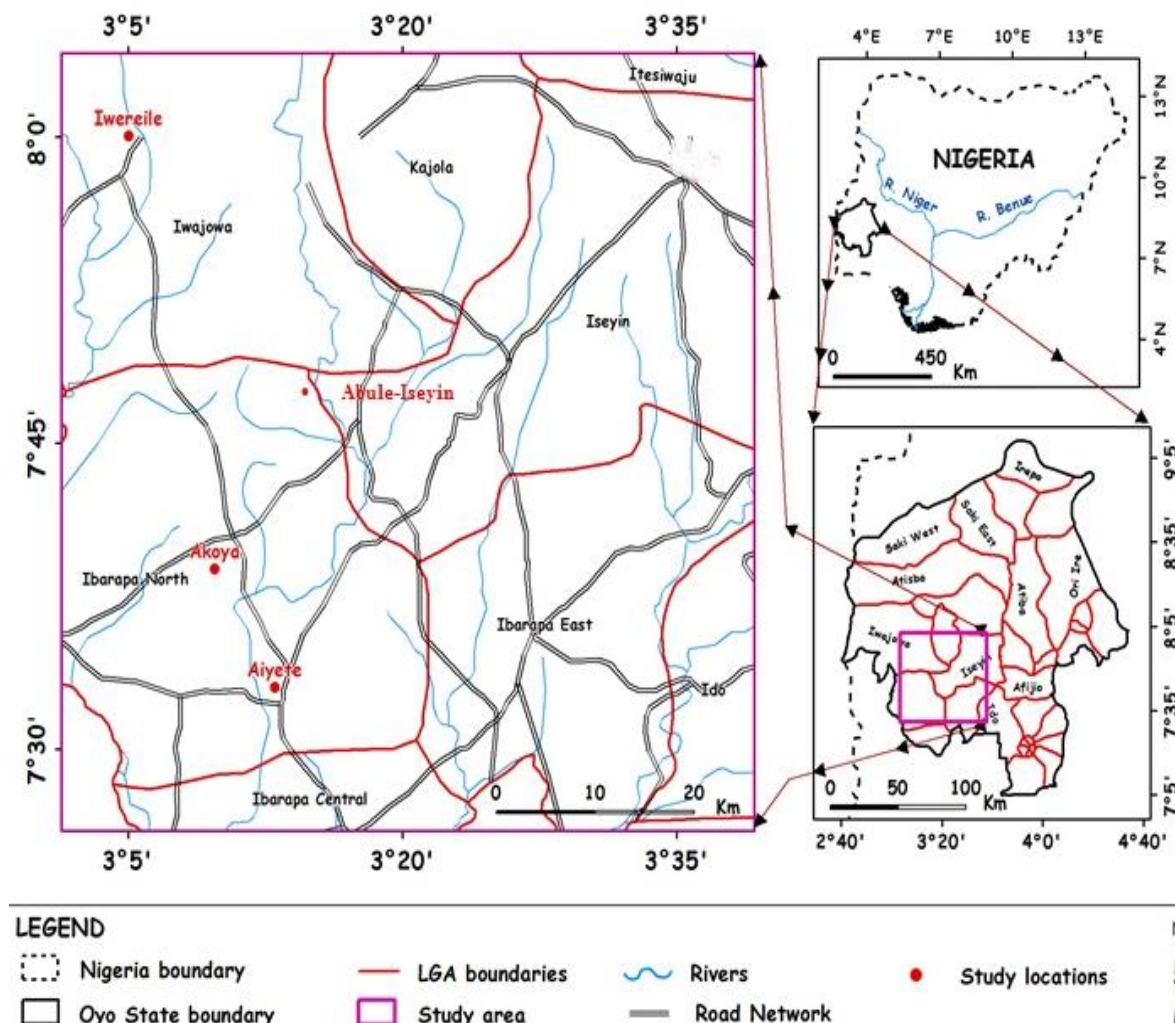 3°5' 3°20' 3°35'
8°0'
7°45'
7°30'
Itesiwaju
Iwereile
Kajola
Iwajowa
Iseyin
Abule-Iseyin
Akoya
Ibarapa North
Ibarapa East
Aiyete
Ido
Ibarapa Central
0 10 20 Km
3°5' 3°20' 3°35'
4°E 7°E 10°E 13°E
13°N
10°N
7°N
4°N
NIGERIA
R. Niger
R. Benue
0 450
Km
9°5'
8°35'
8°5'
7°35'
7°5'
Irepo
Saki West
Saki East
Ori Ire
Atisbo
Atiba
Iwajowa
Iseyin
Afijio
Ido
0 50 100
Km
2°40' 3°20' 4°0' 4°40'
LEGEND
Nigeria boundary
LGA boundaries
Rivers
Study locations
Oyo State boundary
Study area
Road Network